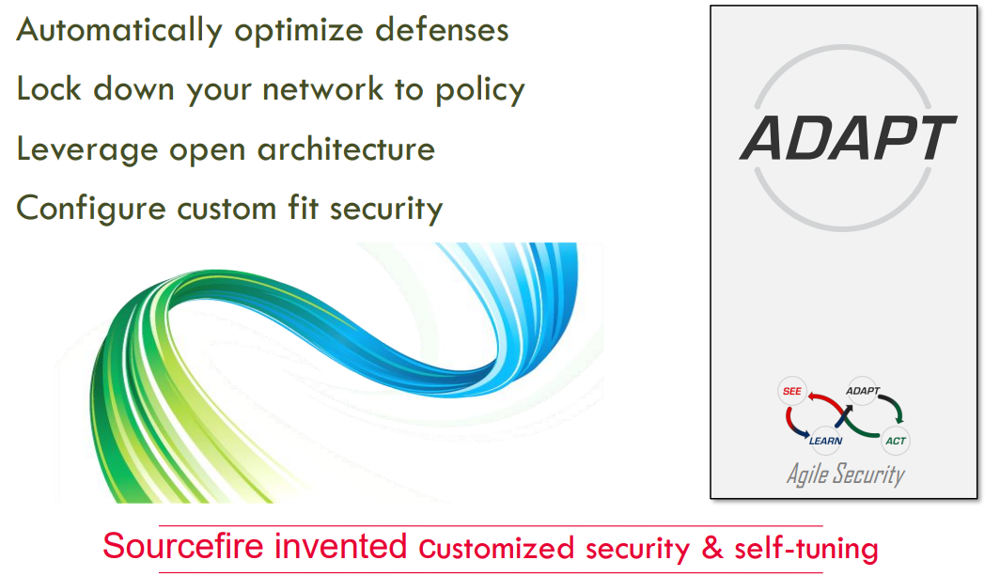 Automatically optimize defenses
Lock down your network to policy
Leverage open architecture
Configure custom fit security
ADAPT
SEE
ADAPT
LEARN
ACT
Agile Security
Sourcefire invented customized security & self-tuning